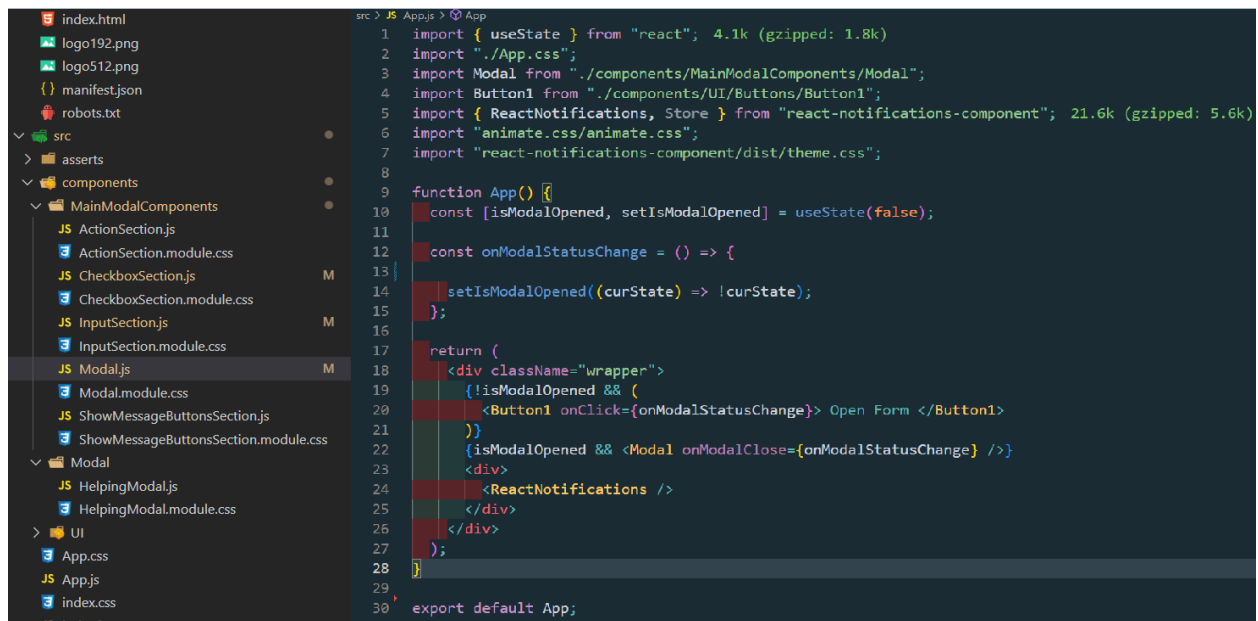 index.html
logo192.png
logo512.png
{} manifest.json
robots.txt
src
asserts
components
MainModalComponents
JS ActionSection.js
ActionSection.module.css
JS CheckboxSection.js M
CheckboxSection.module.css
JS InputSection.js M
InputSection.module.css
JS Modal.js M
Modal.module.css
JS ShowMessageButtonsSection.js
ShowMessageButtonsSection.module.css
Modal
JS HelpingModal.js
HelpingModal.module.css
UI
App.css
JS App.js
index.css
src > JS App.js > App
1 import { useState } from "react"; 4.1k (gzipped: 1.8k)
2 import "./App.css";
3 import Modal from "./components/MainModalComponents/Modal";
4 import Button1 from "./components/UI/Buttons/Button1";
5 import { ReactNotifications, Store } from "react-notifications-component"; 21.6k (gzipped: 5.6k)
6 import "animate.css/animate.css";
7 import "react-notifications-component/dist/theme.css";
8
9 function App() {
10 const [isModalOpened, setIsModalOpened] = useState(false);
11
12 const onModalStatusChange = () => {
13
14 setIsModalOpened((curState) => !curState);
15 };
16
17 return (
18 <div className="wrapper">
19 {!isModalOpened && (
20 <Button1 onClick={onModalStatusChange}> Open Form </Button1>
21 )}
22 {isModalOpened && <Modal onModalClose={onModalStatusChange} />}
23 <div>
24 <ReactNotifications />
25 </div>
26 </div>
27 );
28 }
29
30 export default App;